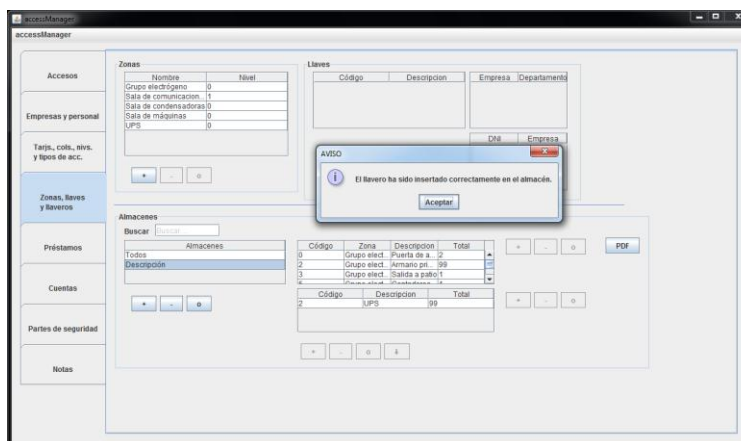 accessManager
accessManager
Accesos
Empresas y personal
Tarjs., cols., nivs.
y tipos de acc.
Zonas, llaves
y llaveros
Préstamos
Cuentas
Partes de seguridad
Notas
Zonas
Nombre Nivel
Grupo electrógeno 0
Sala de comunicacion... 1
Sala de condensadoras 0
Sala de máquinas 0
UPS 0
+ - o
Llaves
Código Descripcion
Empresa Departamento
DNI Empresa
AVISO
El llavero ha sido insertado correctamente en el almacén.
Aceptar
Almacenes
Buscar Buscar...
Almacenes
Todos
Descripción
+ - o
Código Zona Descripcion Total
0 Grupo elect... Puerta de a... 2
2 Grupo elect... Armario pri... 99
3 Grupo elect... Salida a patio 1
+ - o
PDF
Código Descripcion Total
2 UPS 99
+ - o
+ - o